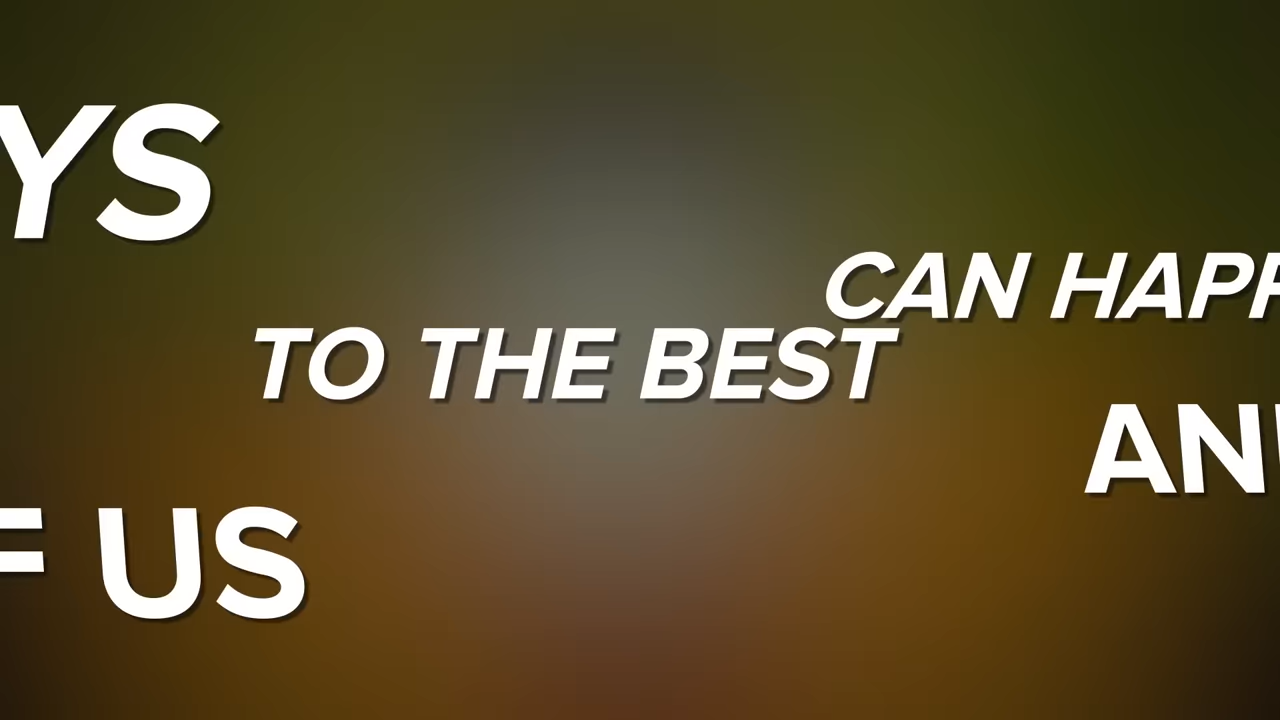 YS
CAN HAPP
TO THE BEST
AN
F US